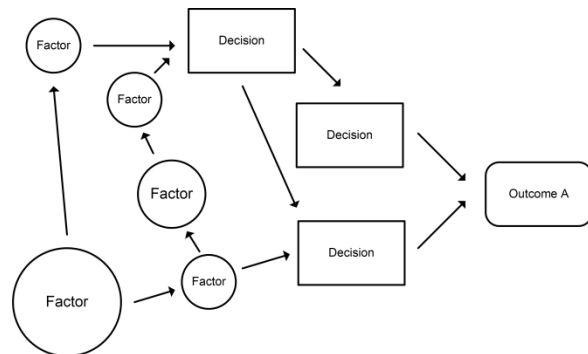 Factor
Decision
Factor
Decision
Factor
Outcome A
Decision
Factor
Factor